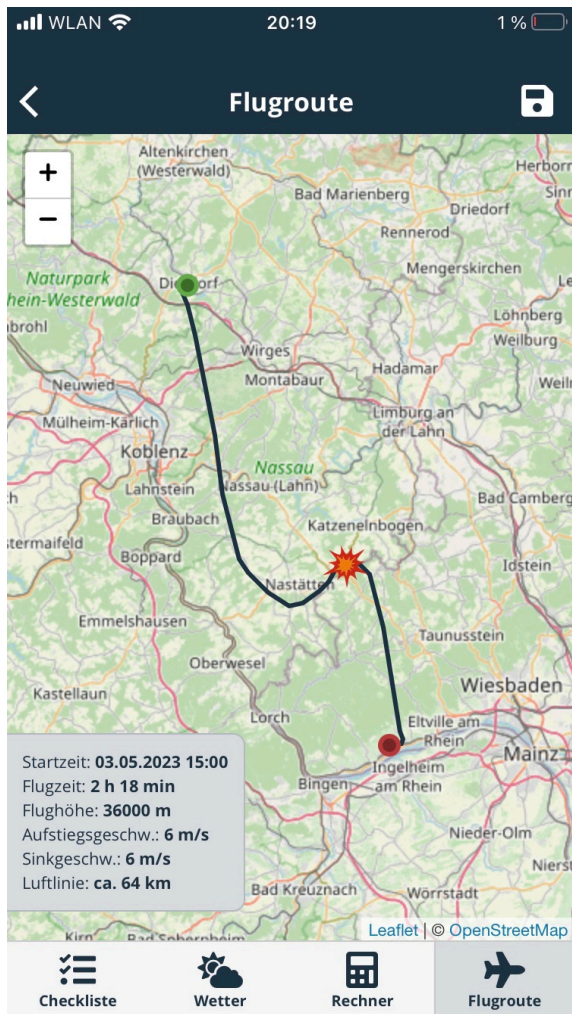 WLAN 20:19 1 %
Flugroute
+
−
Altenkirchen
(Westerwald)
Herborn
Bad Marienberg
Driedorf
Rennerod
Mengerskirchen
Naturpark
hein-Westerwald
Löhnberg
Weilburg
Wirges
Montabaur
Hadamar
Neuwied
Limburg an
der Lahn
Mülheim-Kärlich
Koblenz
Nassau
Lahnstein
Nassau (Lahn)
Bad Camberg
Braubach
Katzenelnbogen
stermaifeld
Boppard
Idstein
Nastätten
Emmelshausen
Taunusstein
Oberwesel
Kastellaun
Wiesbaden
Lorch
Eltville am
Rhein
Mainz
Ingelheim
am Rhein
Bingen
Startzeit: 03.05.2023 15:00
Flugzeit: 2 h 18 min
Flughöhe: 36000 m
Aufstiegsgeschw.: 6 m/s
Sinkgeschw.: 6 m/s
Luftlinie: ca. 64 km
Nieder-Olm
Bad Kreuznach
Wörrstadt
Leaflet | © OpenStreetMap
Checkliste Wetter Rechner Flugroute